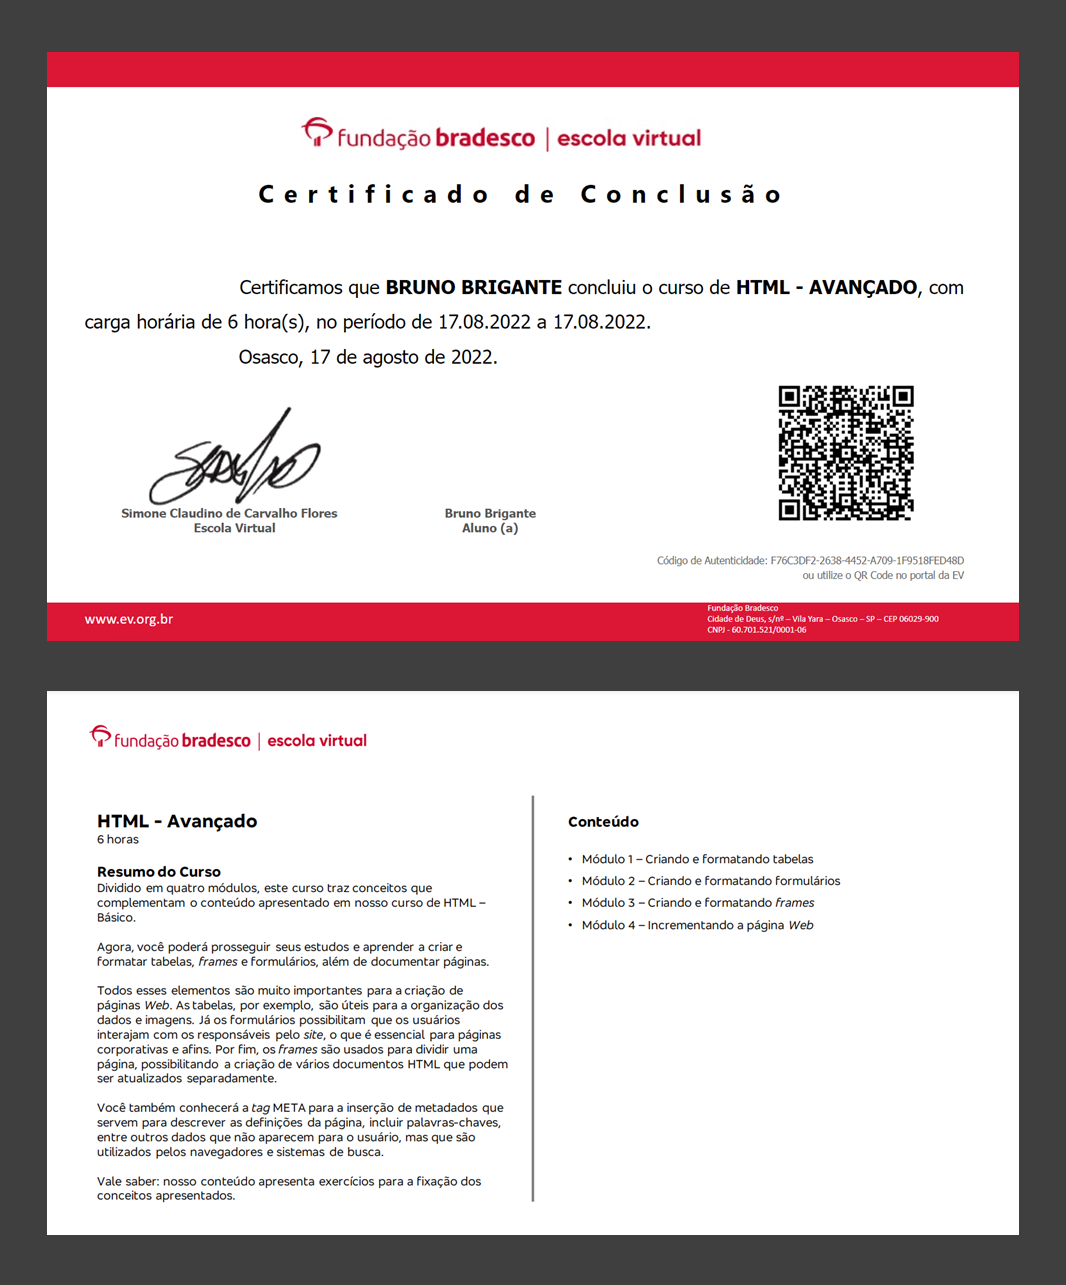 fundação bradesco | escola virtual
Certificado de Conclusão
Certificamos que BRUNO BRIGANTE concluiu o curso de HTML - AVANÇADO, com
carga horária de 6 hora(s), no período de 17.08.2022 a 17.08.2022.
Osasco, 17 de agosto de 2022.
Simone Claudino de Carvalho Flores
Escola Virtual
Bruno Brigante
Aluno (a)
Código de Autenticidade: F76C3DF2-2638-4452-A709-1F9518FED48D
ou utilize o QR Code no portal da EV
www.ev.org.br
Fundação Bradesco
Cidade de Deus, s/nº – Vila Yara – Osasco – SP – CEP 06029-900
CNPJ - 60.701.521/0001-06
fundação bradesco | escola virtual
HTML - Avançado
6 horas
Resumo do Curso
Dividido em quatro módulos, este curso traz conceitos que
complementam o conteúdo apresentado em nosso curso de HTML –
Básico.
Agora, você poderá prosseguir seus estudos e aprender a criar e
formatar tabelas, frames e formulários, além de documentar páginas.
Todos esses elementos são muito importantes para a criação de
páginas Web. As tabelas, por exemplo, são úteis para a organização dos
dados e imagens. Já os formulários possibilitam que os usuários
interajam com os responsáveis pelo site, o que é essencial para páginas
corporativas e afins. Por fim, os frames são usados para dividir uma
página, possibilitando a criação de vários documentos HTML que podem
ser atualizados separadamente.
Você também conhecerá a tag META para a inserção de metadados que
servem para descrever as definições da página, incluir palavras-chaves,
entre outros dados que não aparecem para o usuário, mas que são
utilizados pelos navegadores e sistemas de busca.
Vale saber: nosso conteúdo apresenta exercícios para a fixação dos
conceitos apresentados.
Conteúdo
• Módulo 1 – Criando e formatando tabelas
• Módulo 2 – Criando e formatando formulários
• Módulo 3 – Criando e formatando frames
• Módulo 4 – Incrementando a página Web